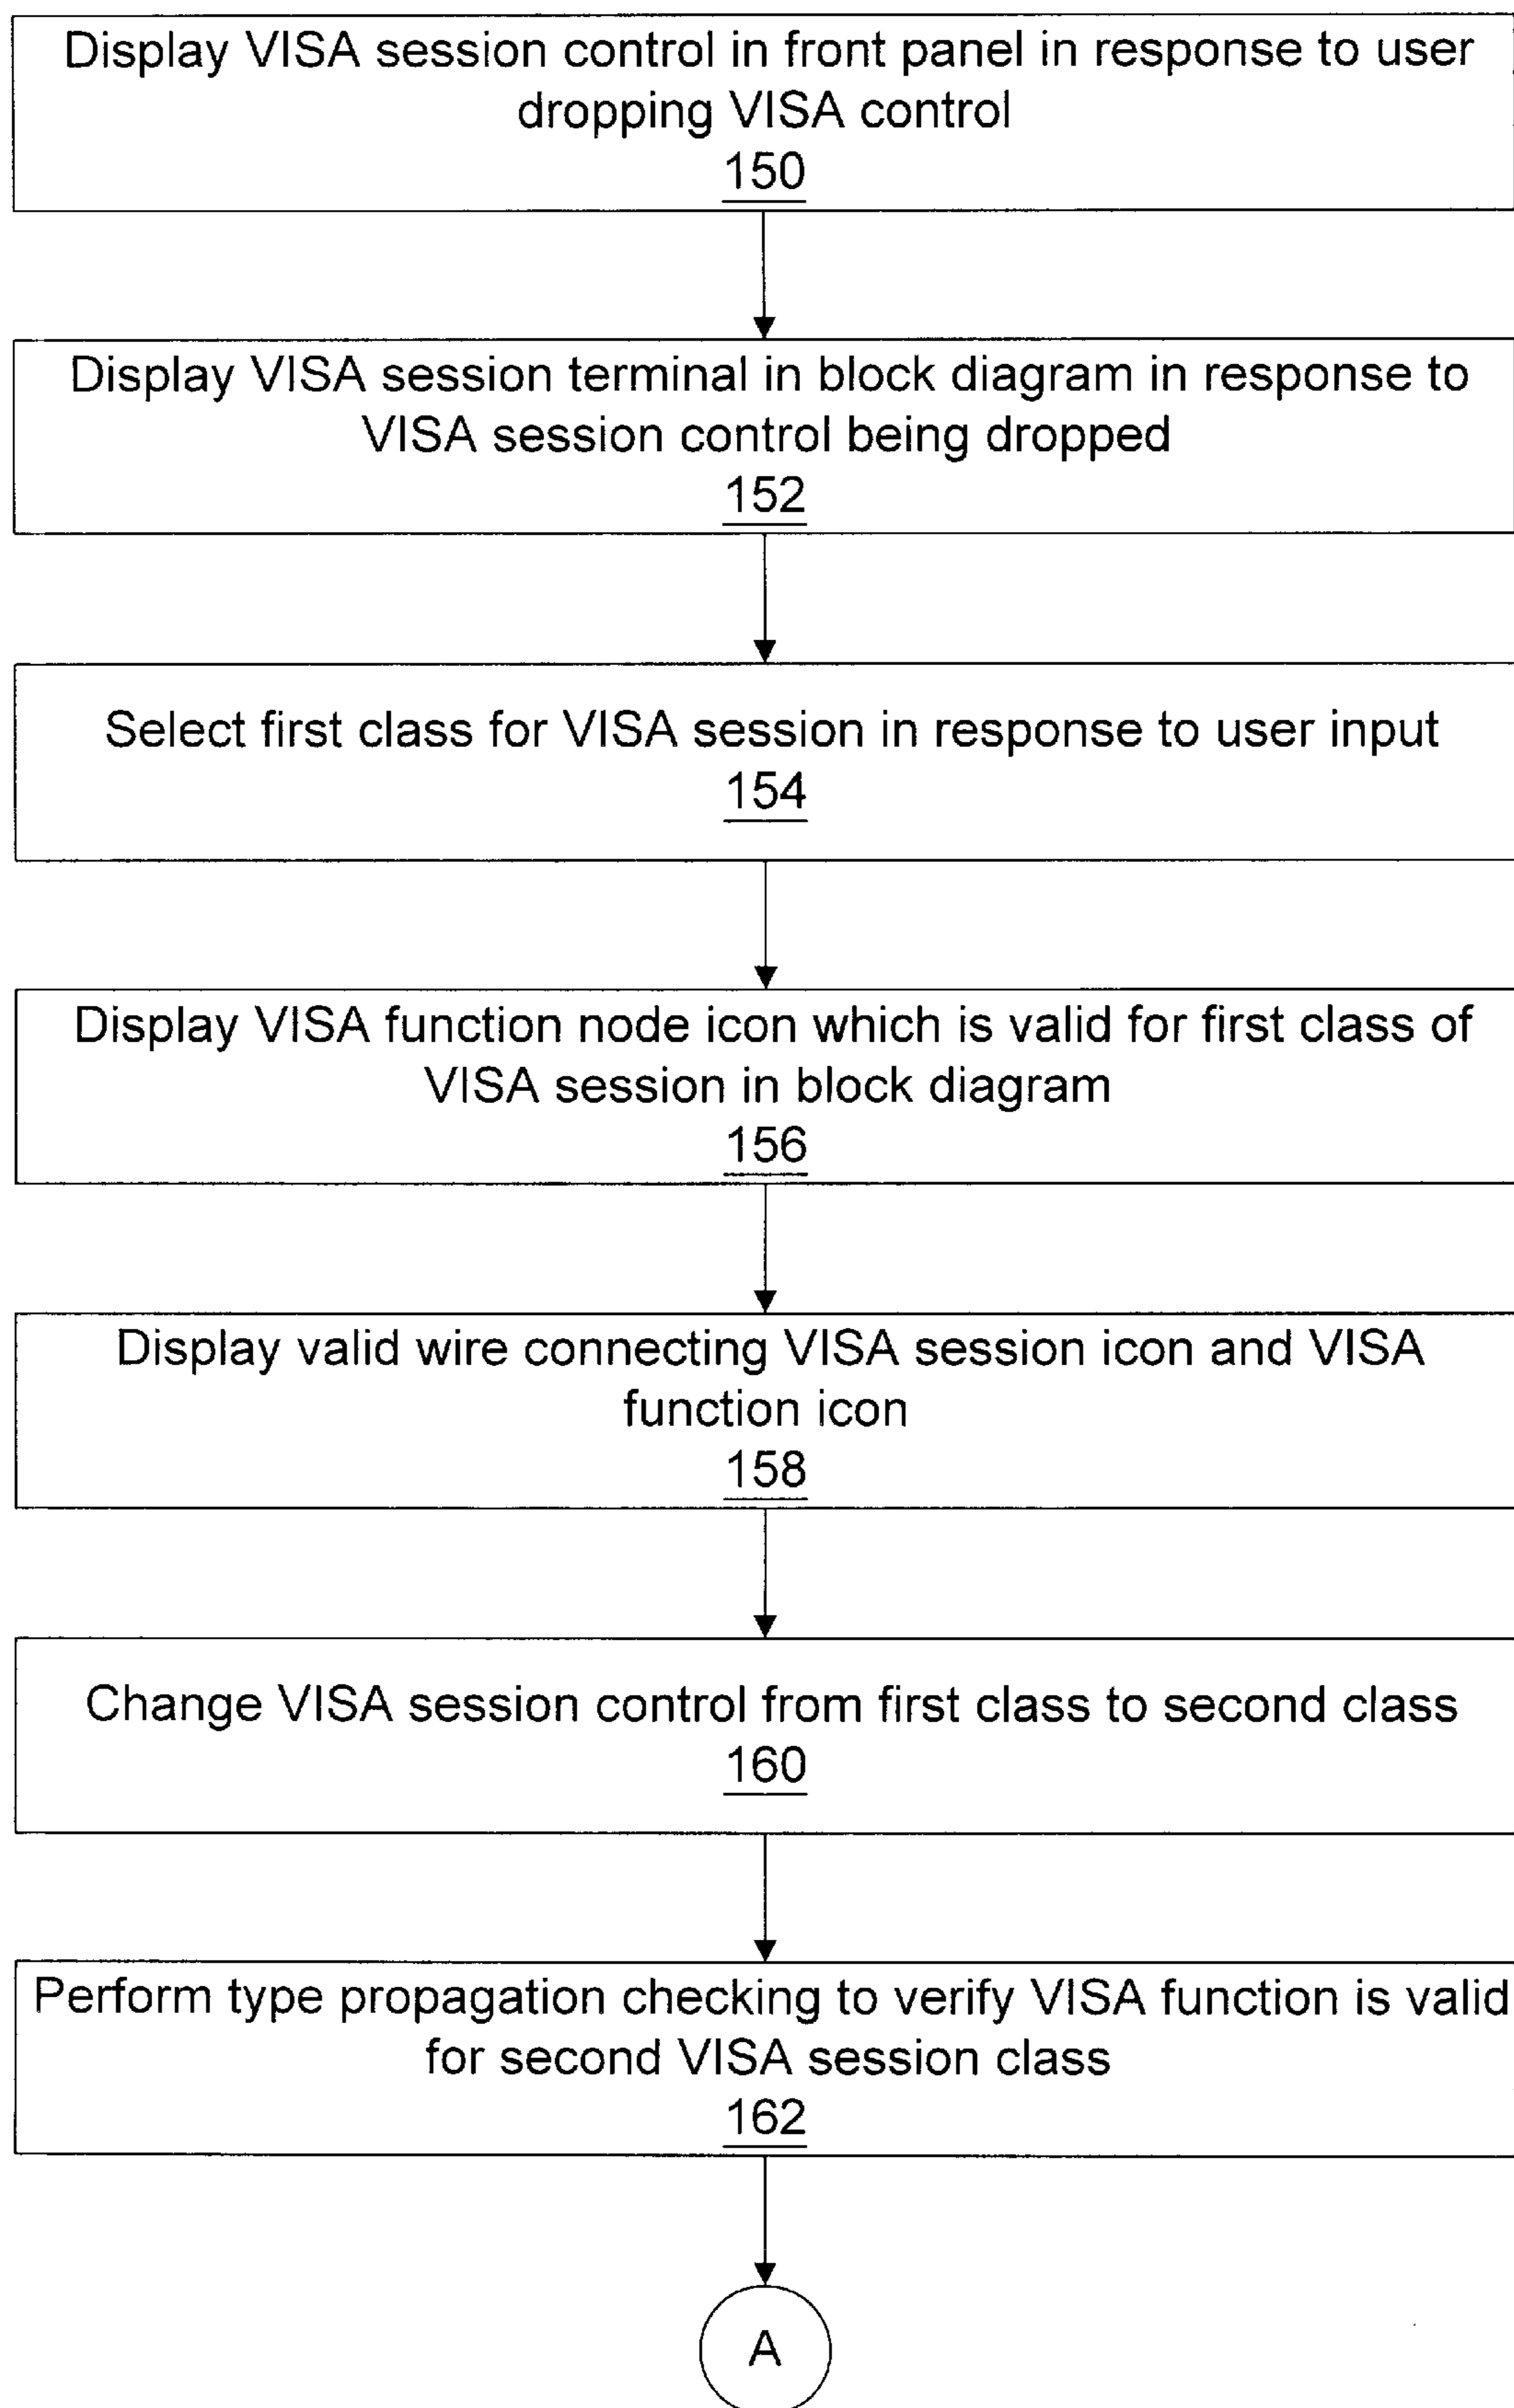 Display VISA session control in front panel in response to user
dropping VISA control
150
Display VISA session terminal in block diagram in response to
VISA session control being dropped
152
Select first class for VISA session in response to user input
154
Display VISA function node icon which is valid for first class of
VISA session in block diagram
156
Display valid wire connecting VISA session icon and VISA
function icon
158
Change VISA session control from first class to second class
160
Perform type propagation checking to verify VISA function is valid
for second VISA session class
162
A